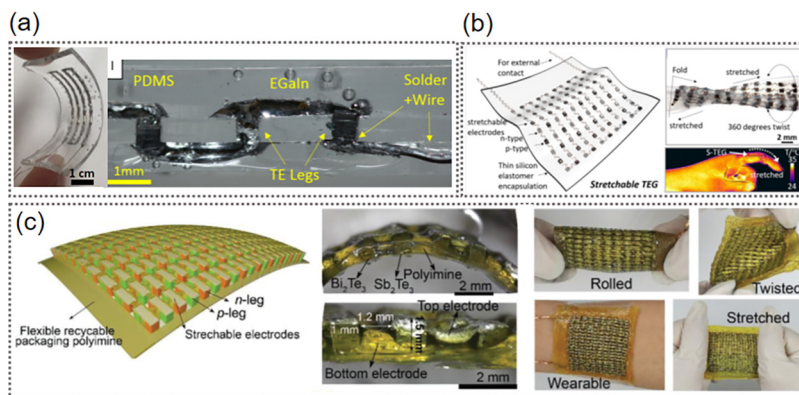 (a)
I
PDMS
EGaIn
Solder
+Wire
TE Legs
1 cm
1mm
(b)
For external
contact
stretchable
electrodes
n-type
p-type
Thin silicon
elastomer
encapsulation
Stretchable TEG
Fold
stretched
stretched
360 degrees twist
2 mm
S-TEG
T/°C
35
stretched
24
(c)
n-leg
p-leg
Flexible recycable
packaging polyimine
Strechable electrodes
Bi2Te3
Sb2Te3
Polyimine
2 mm
Top electrode
1.2 mm
1 mm
1.5 mm
Bottom electrode
2 mm
Rolled
Twisted
Wearable
Stretched